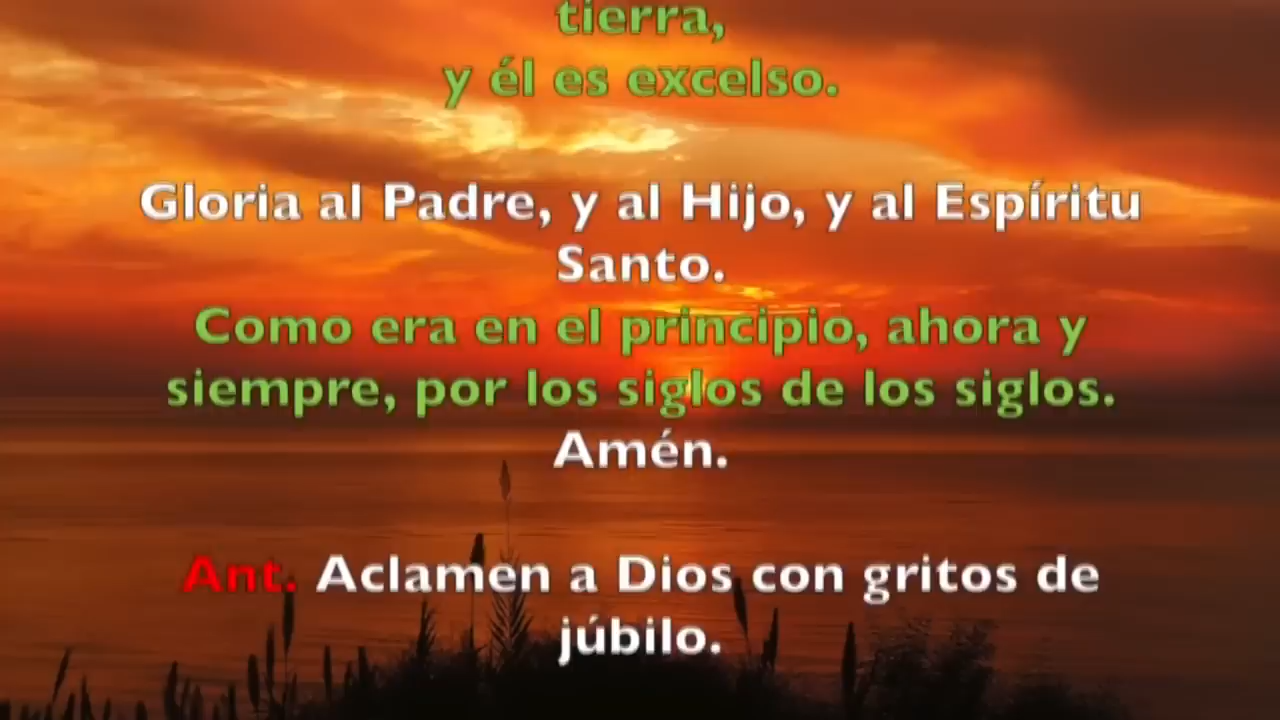 tierra,
y él es excelso.
Gloria al Padre, y al Hijo, y al Espíritu
Santo.
Como era en el principio, ahora y
siempre, por los siglos de los siglos.
Amén.
Ant. Aclamen a Dios con gritos de
júbilo.